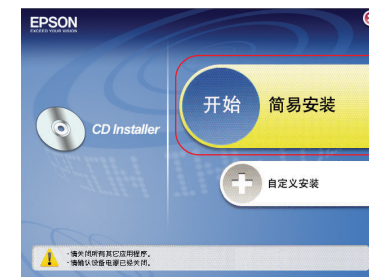 EPSON
EXCEED YOUR VISION
开始 简易安装
CD Installer
自定义安装
·请关闭所有其它应用程序。
·请确认设备电源已经关闭。